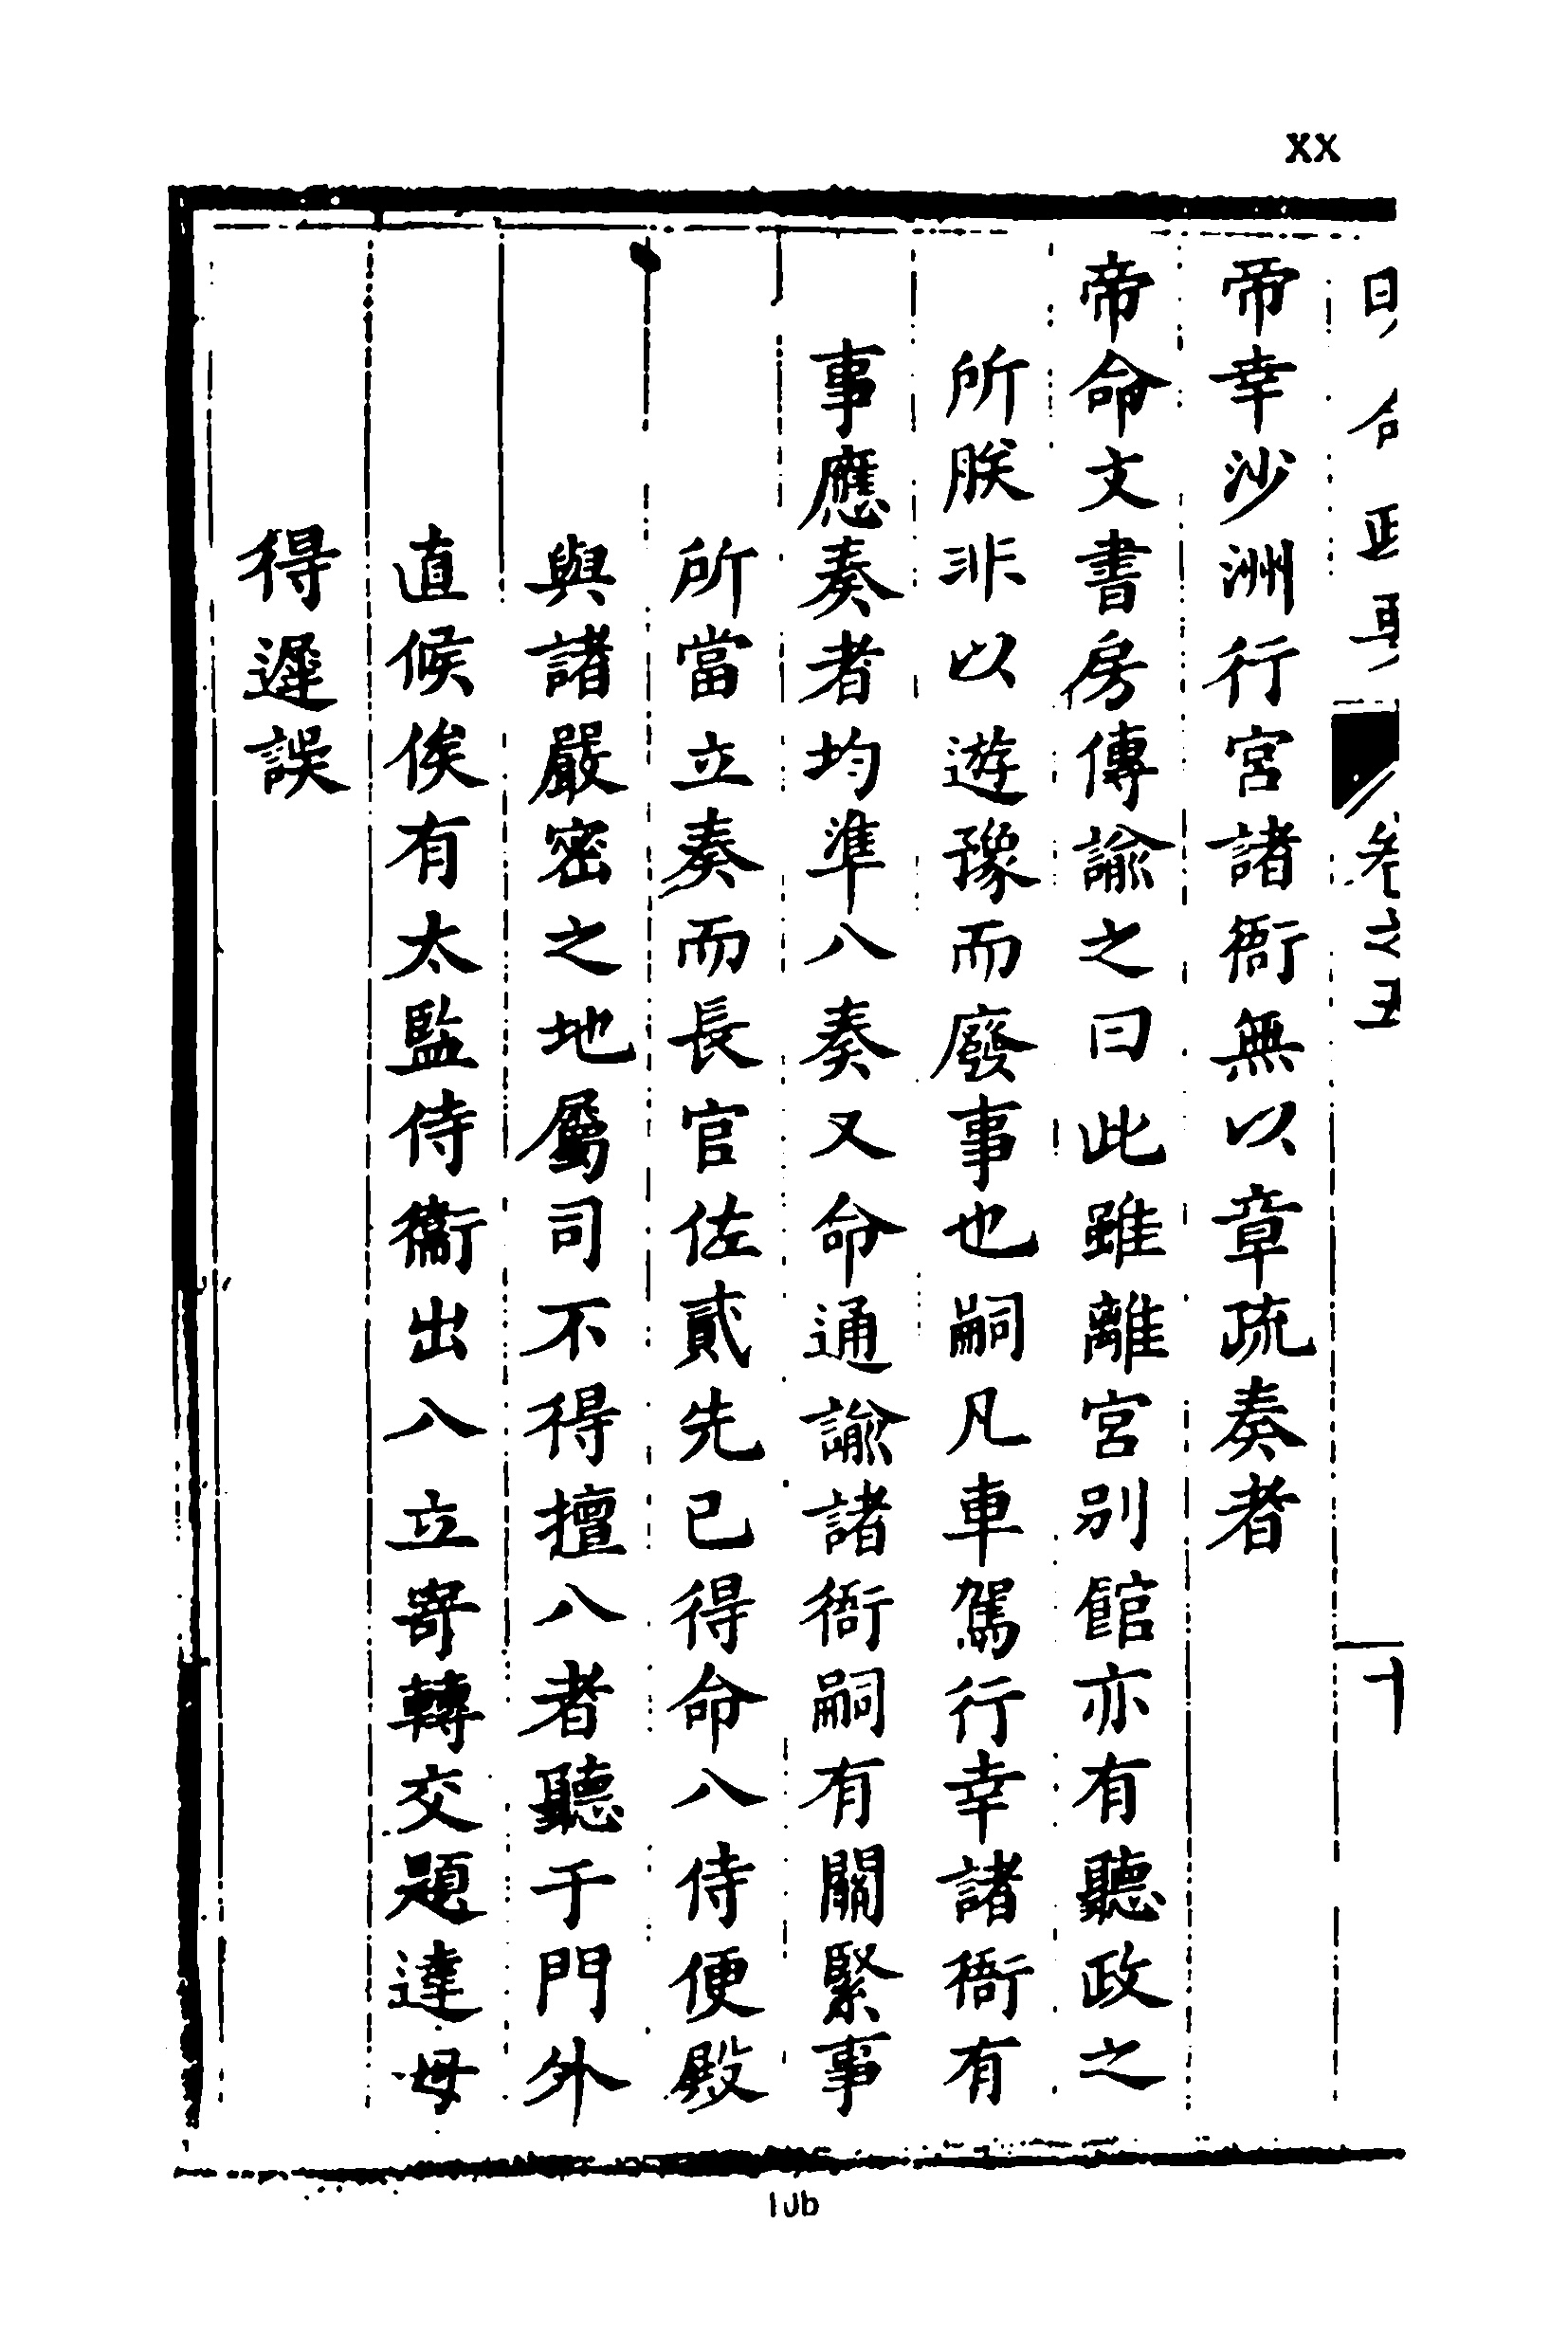 XX
帝幸沙洲行宮諸衙無以章疏奏者
帝命文書房傳諭之曰此雖離宮别館亦有聽政之
所朕非以遊豫而廢事也嗣凡車駕行幸諸衙有
事應奏者均準入奏又命通諭諸衙嗣有關緊事
所當立奏而長官佐貳先已得命入侍便殿
與諸嚴密之地屬司不得擅入者聽于門外
直候俟有太監侍衞出入立寄轉交題達毋
得遲誤
十
10b